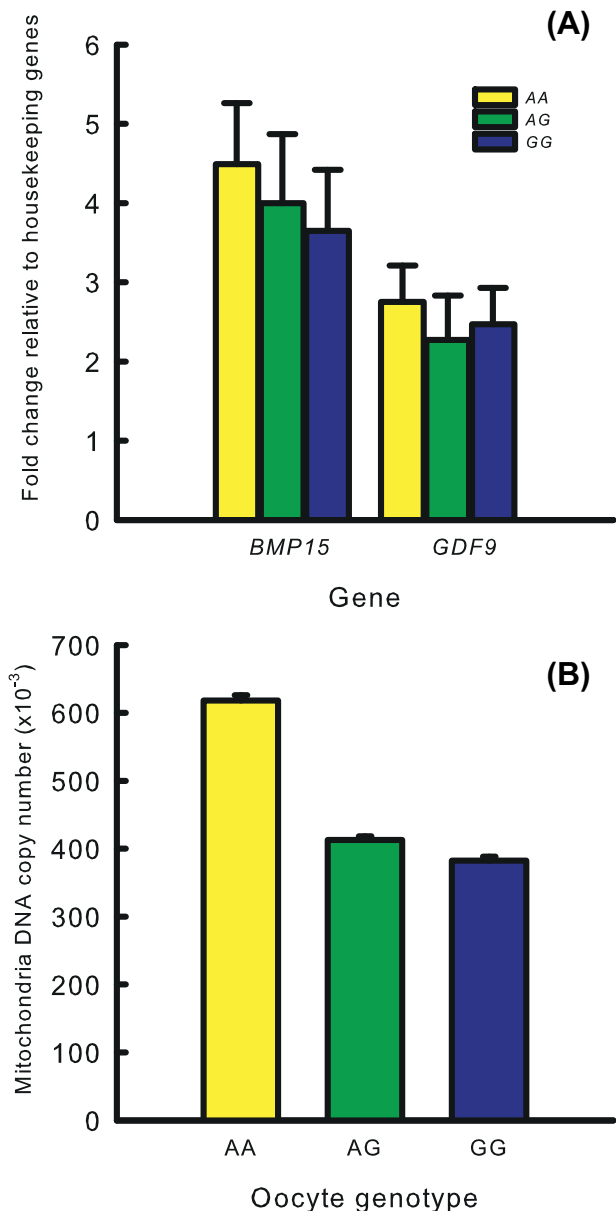 (A)
Fold change relative to housekeeping genes
6
5
4
3
2
1
0
AA
AG
GG
BMP15 GDF9
Gene
(B)
Mitochondria DNA copy number (x10⁻³)
700
600
500
400
300
200
100
0
AA AG GG
Oocyte genotype